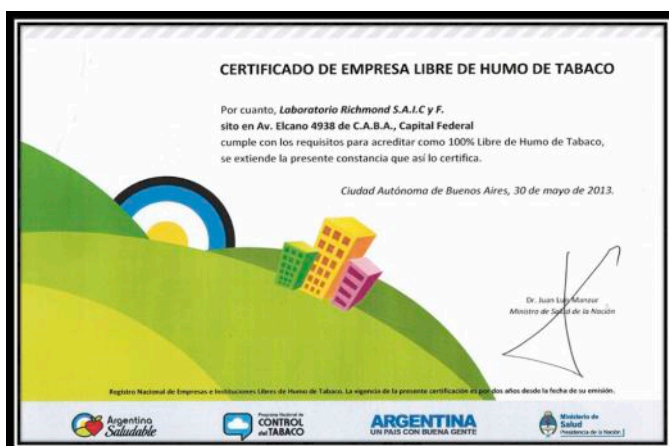 CERTIFICADO DE EMPRESA LIBRE DE HUMO DE TABACO
Por cuanto, Laboratorio Richmond S.A.I.C y F.
sito en Av. Elcano 4938 de C.A.B.A., Capital Federal
cumple con los requisitos para acreditar como 100% Libre de Humo de Tabaco,
se extiende la presente constancia que así lo certifica.
Ciudad Autónoma de Buenos Aires, 30 de mayo de 2013.
Dr. Juan Luis Manzur
Ministro de Salud de la Nación
Registro Nacional de Empresas e Instituciones Libres de Humo de Tabaco. La vigencia de la presente certificación es por dos años desde la fecha de su emisión.
Argentina
Saludable
Programa Nacional de
CONTROL
del TABACO
ARGENTINA
UN PAIS CON BUENA GENTE
Ministerio de
Salud
Presidencia de la Nación